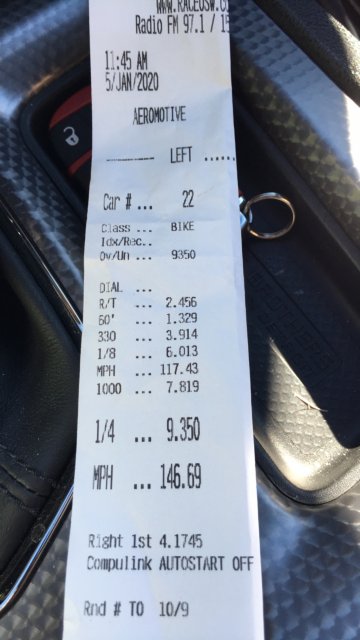 WWW.RACEOSW.CO
Radio FM 97.1 / 15
11:45 AM
5/JAN/2020
AEROMOTIVE
---------- LEFT ......
Car # ... 22
Class ... BIKE
Idx/Rec..
Ov/Un ... 9350
DIAL ...
R/T ... 2.456
60' ... 1.329
330 ... 3.914
1/8 ... 6.013
MPH ... 117.43
1000 ... 7.819
1/4 ... 9.350
MPH ... 146.69
Right 1st 4.1745
Compulink AUTOSTART OFF
Rnd # TO 10/9